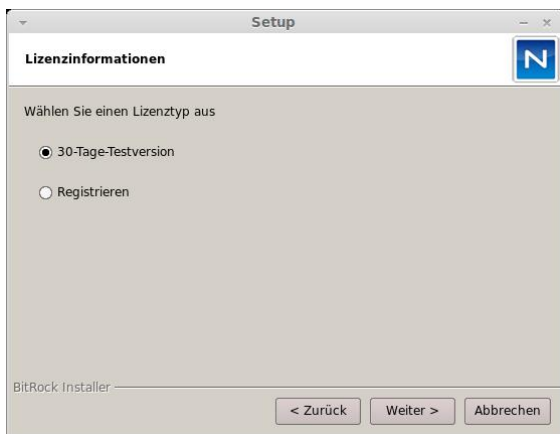 Setup
Lizenzinformationen
N
Wählen Sie einen Lizenztyp aus
30-Tage-Testversion
Registrieren
BitRock Installer
< Zurück
Weiter >
Abbrechen